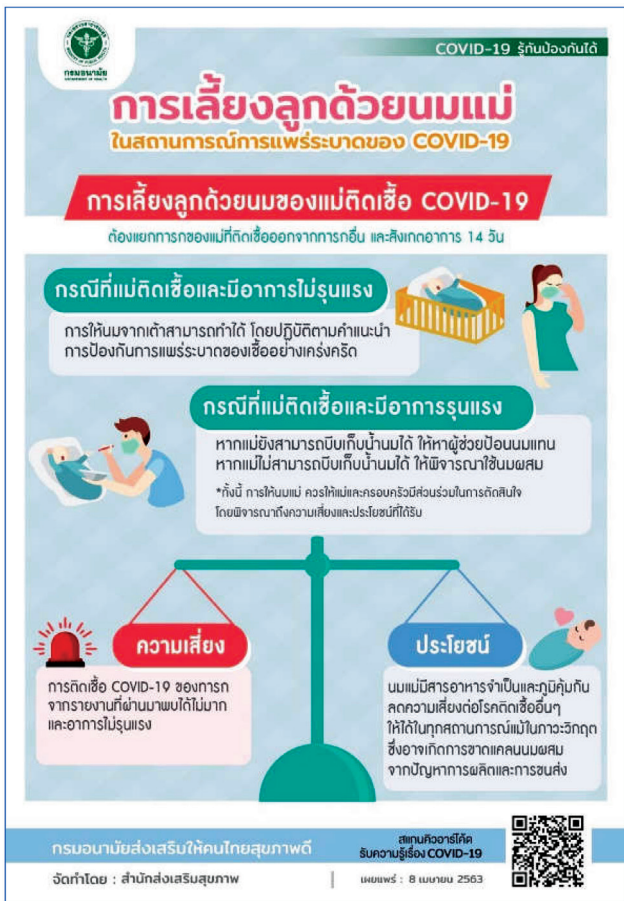 COVID-19 รู้ทันป้องกันได้
กรมอนามัย
การเลี้ยงลูกด้วยนมแม่
ในสถานการณ์การแพร่ระบาดของ COVID-19
การเลี้ยงลูกด้วยนมของแม่ติดเชื้อ COVID-19
ต้องแยกทารกของแม่ที่ติดเชื้อออกจากทารกอื่น และสังเกตอาการ 14 วัน
กรณีที่แม่ติดเชื้อและมีอาการไม่รุนแรง
การให้นมจากเต้าสามารถทำได้ โดยปฏิบัติตามคำแนะนำ
การป้องกันการแพร่ระบาดของเชื้ออย่างเคร่งครัด
กรณีที่แม่ติดเชื้อและมีอาการรุนแรง
หากแม่ยังสามารถบีบเก็บน้ำนมได้ ให้หาผู้ช่วยป้อนนมแทน
หากแม่ไม่สามารถบีบเก็บน้ำนมได้ ให้พิจารณาใช้นมผสม
*ทั้งนี้ การให้นมแม่ ควรให้แม่และครอบครัวมีส่วนร่วมในการตัดสินใจ
โดยพิจารณาถึงความเสี่ยงและประโยชน์ที่ได้รับ
ความเสี่ยง
การติดเชื้อ COVID-19 ของทารก
จากรายงานที่ผ่านมาพบได้ไม่มาก
และอาการไม่รุนแรง
ประโยชน์
นมแม่มีสารอาหารจำเป็นและภูมิคุ้มกัน
ลดความเสี่ยงต่อโรคติดเชื้ออื่นๆ
ให้ได้ในทุกสถานการณ์แม้ในภาวะวิกฤต
ซึ่งอาจเกิดการขาดแคลนนมผสม
จากปัญหาการผลิตและการขนส่ง
กรมอนามัยส่งเสริมให้คนไทยสุขภาพดี
สแกนคิวอาร์โค้ด
รับความรู้เรื่อง COVID-19
จัดทำโดย : สำนักส่งเสริมสุขภาพ
เผยแพร่ : 8 เมษายน 2563